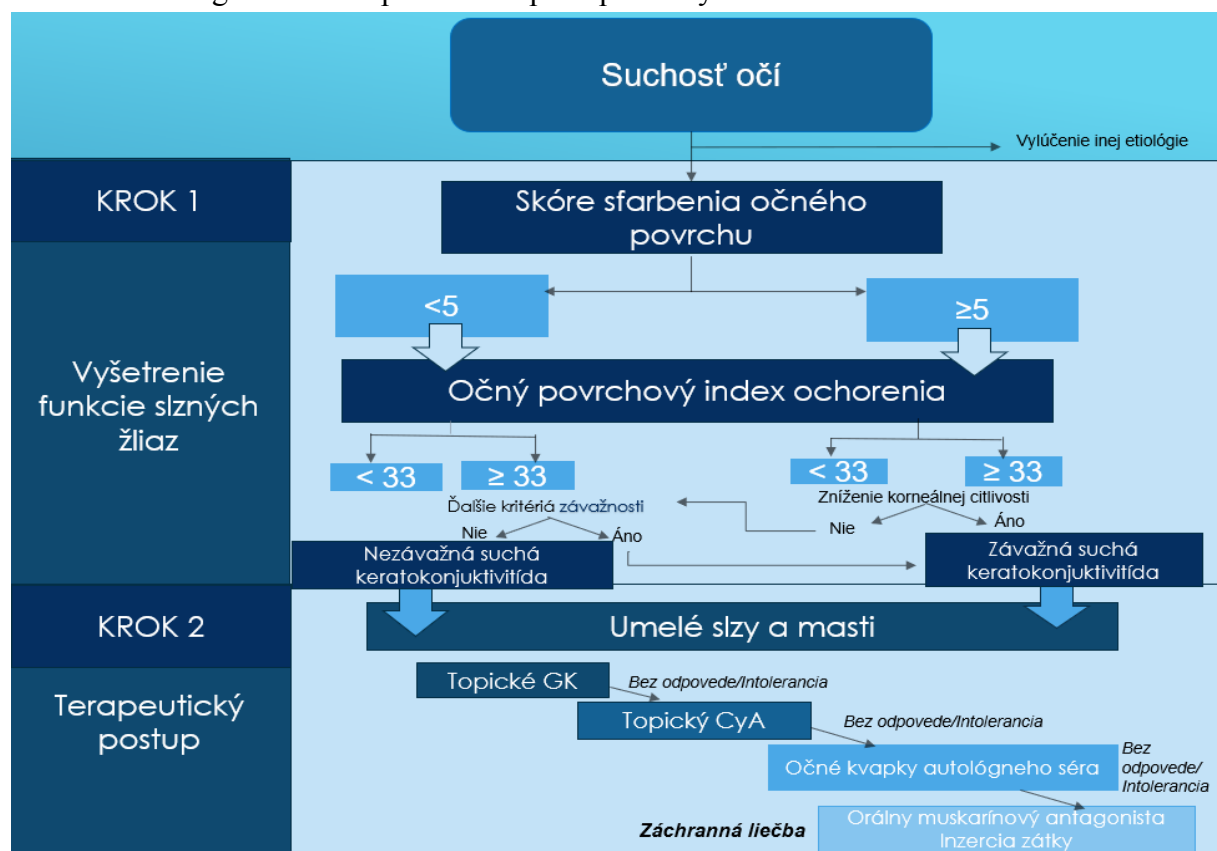 Suchosť očí
Vylúčenie inej etiológie
KROK 1
Skóre sfarbenia očného
povrchu
<5
≥5
Vyšetrenie
funkcie slzných
žliaz
Očný povrchový index ochorenia
< 33
≥ 33
< 33
≥ 33
Ďalšie kritériá závažnosti
Zníženie korneálnej citlivosti
Nie
Áno
Nie
Áno
Nezávažná suchá
keratokonjuktivitída
Závažná suchá
keratokonjuktivitída
KROK 2
Umelé slzy a masti
Terapeutický
postup
Topické GK
Bez odpovede/Intolerancia
Topický CyA
Bez odpovede/Intolerancia
Očné kvapky autológneho séra
Bez
odpovede/
Intolerancia
Záchranná liečba
Orálny muskarínový antagonista
Inzercia zátky